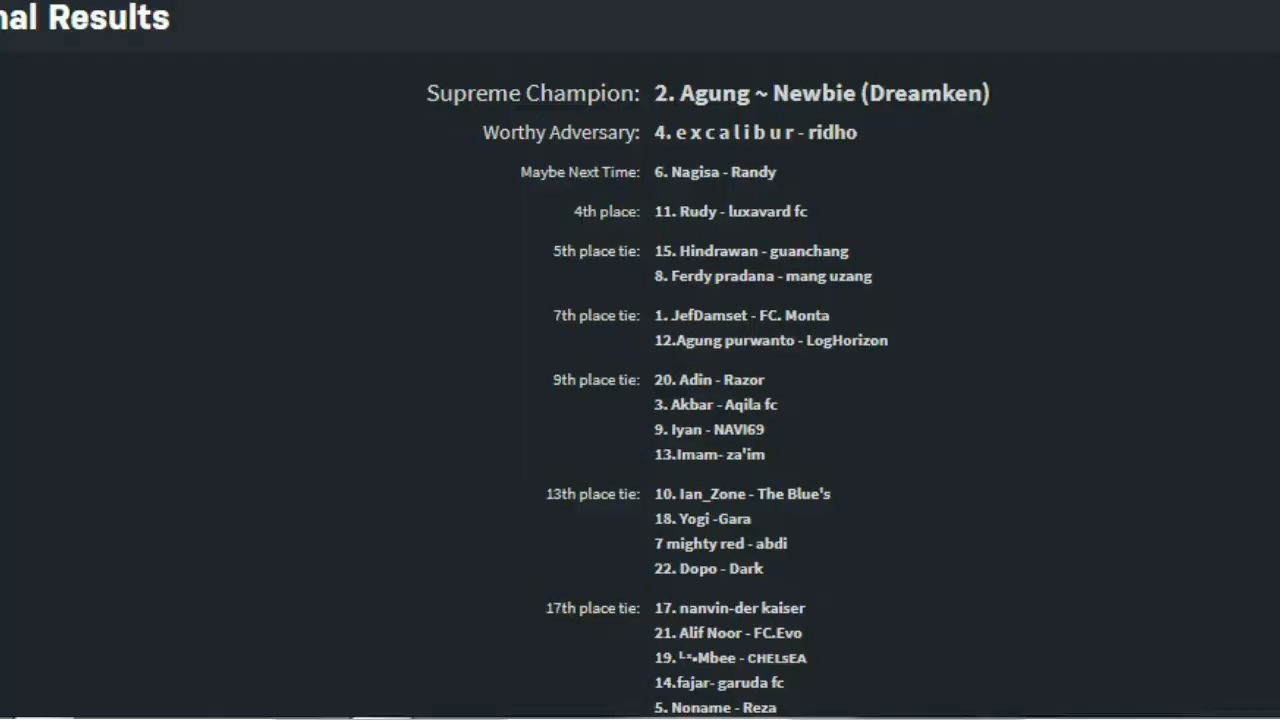 nal Results
Supreme Champion: 2. Agung ~ Newbie (Dreamken)
Worthy Adversary: 4. e x c a l i b u r - ridho
Maybe Next Time: 6. Nagisa - Randy
4th place: 11. Rudy - luxavard fc
5th place tie: 15. Hindrawan - guanchang
8. Ferdy pradana - mang uzang
7th place tie: 1. JefDamset - FC. Monta
12.Agung purwanto - LogHorizon
9th place tie: 20. Adin - Razor
3. Akbar - Aqila fc
9. Iyan - NAVI69
13.Imam- za'im
13th place tie: 10. Ian_Zone - The Blue's
18. Yogi -Gara
7 mighty red - abdi
22. Dopo - Dark
17th place tie: 17. nanvin-der kaiser
21. Alif Noor - FC.Evo
19. ᴸˣ•Mbee - CHELsEA
14.fajar- garuda fc
5. Noname - Reza